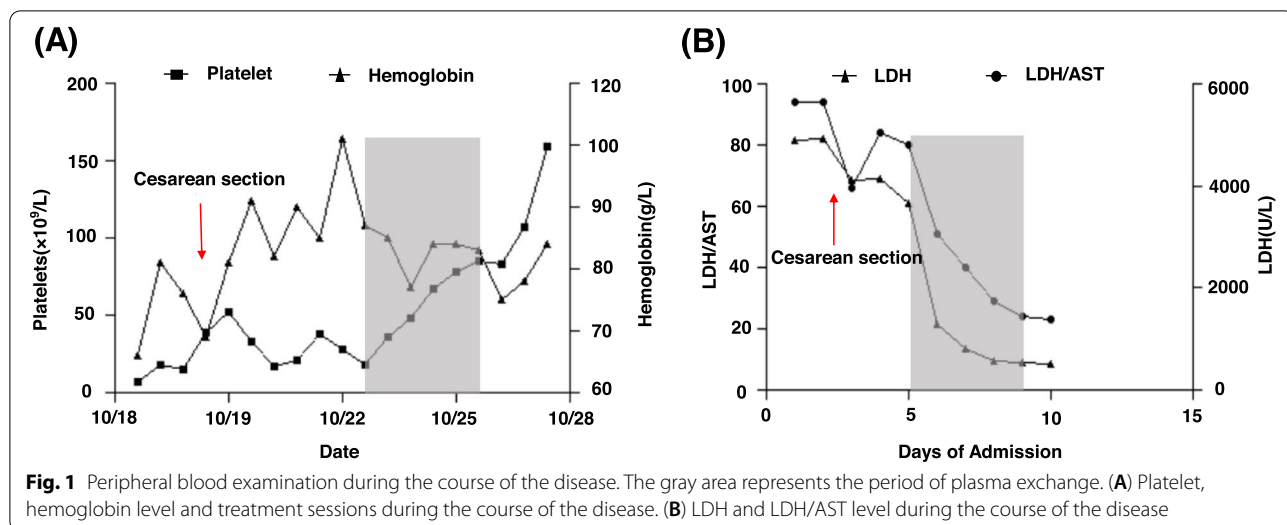 (A)
Platelet Hemoglobin
200
150
100
50
0
Platelets(×10⁹/L)
120
100
90
80
70
60
Hemoglobin(g/L)
Cesarean section
10/18 10/19 10/22 10/25 10/28
Date
(B)
LDH LDH/AST
100
80
60
40
20
0
LDH/AST
6000
4000
2000
0
LDH(U/L)
Cesarean section
0 5 10 15
Days of Admission
Fig. 1 Peripheral blood examination during the course of the disease. The gray area represents the period of plasma exchange. (A) Platelet,
hemoglobin level and treatment sessions during the course of the disease. (B) LDH and LDH/AST level during the course of the disease